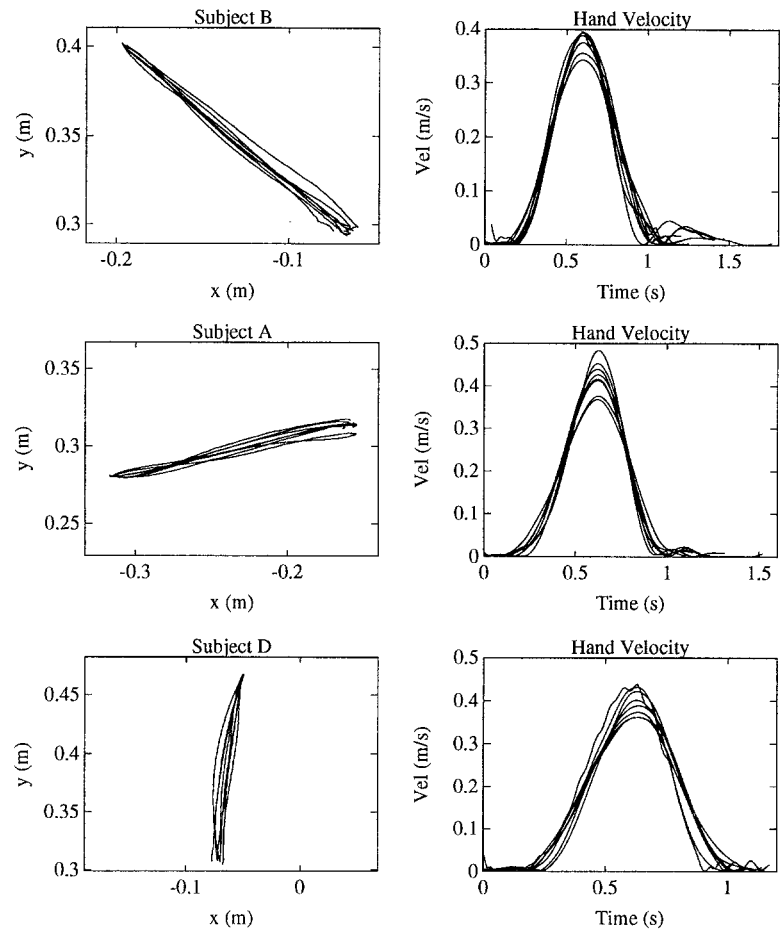 Subject B
Hand Velocity
0.4
0.35
0.3
y (m)
-0.2
-0.1
x (m)
0.4
0.3
0.2
0.1
0
Vel (m/s)
0
0.5
1
1.5
Time (s)
Subject A
Hand Velocity
0.35
0.3
0.25
y (m)
-0.3
-0.2
x (m)
0.5
0.4
0.3
0.2
0.1
0
Vel (m/s)
0
0.5
1
1.5
Time (s)
Subject D
Hand Velocity
0.45
0.4
0.35
0.3
y (m)
-0.1
0
x (m)
0.5
0.4
0.3
0.2
0.1
0
Vel (m/s)
0
0.5
1
Time (s)